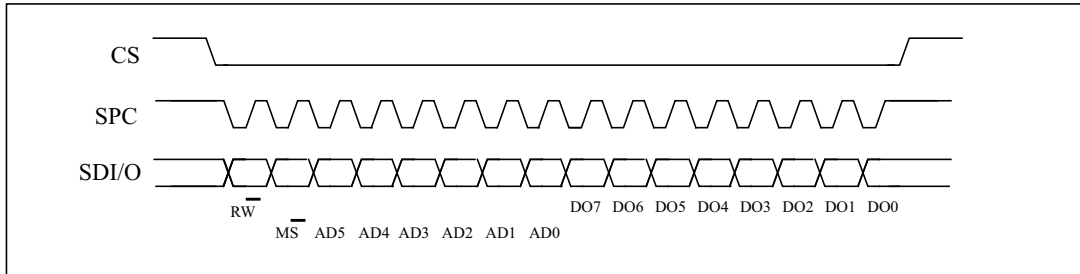 CS
SPC
SDI/O
RW DO7 DO6 DO5 DO4 DO3 DO2 DO1 DO0
MS AD5 AD4 AD3 AD2 AD1 AD0